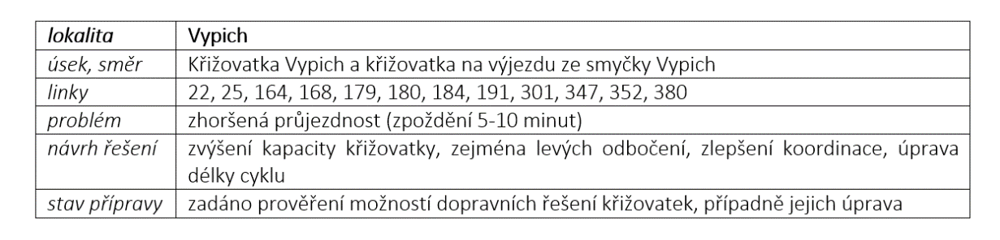 lokalita Vypich
úsek, směr Křižovatka Vypich a křižovatka na výjezdu ze smyčky Vypich
linky 22, 25, 164, 168, 179, 180, 184, 191, 301, 347, 352, 380
problém zhoršená průjezdnost (zpoždění 5-10 minut)
návrh řešení zvýšení kapacity křižovatky, zejména levých odbočení, zlepšení koordinace, úprava
délky cyklu
stav přípravy zadáno prověření možností dopravních řešení křižovatek, případně jejich úprava